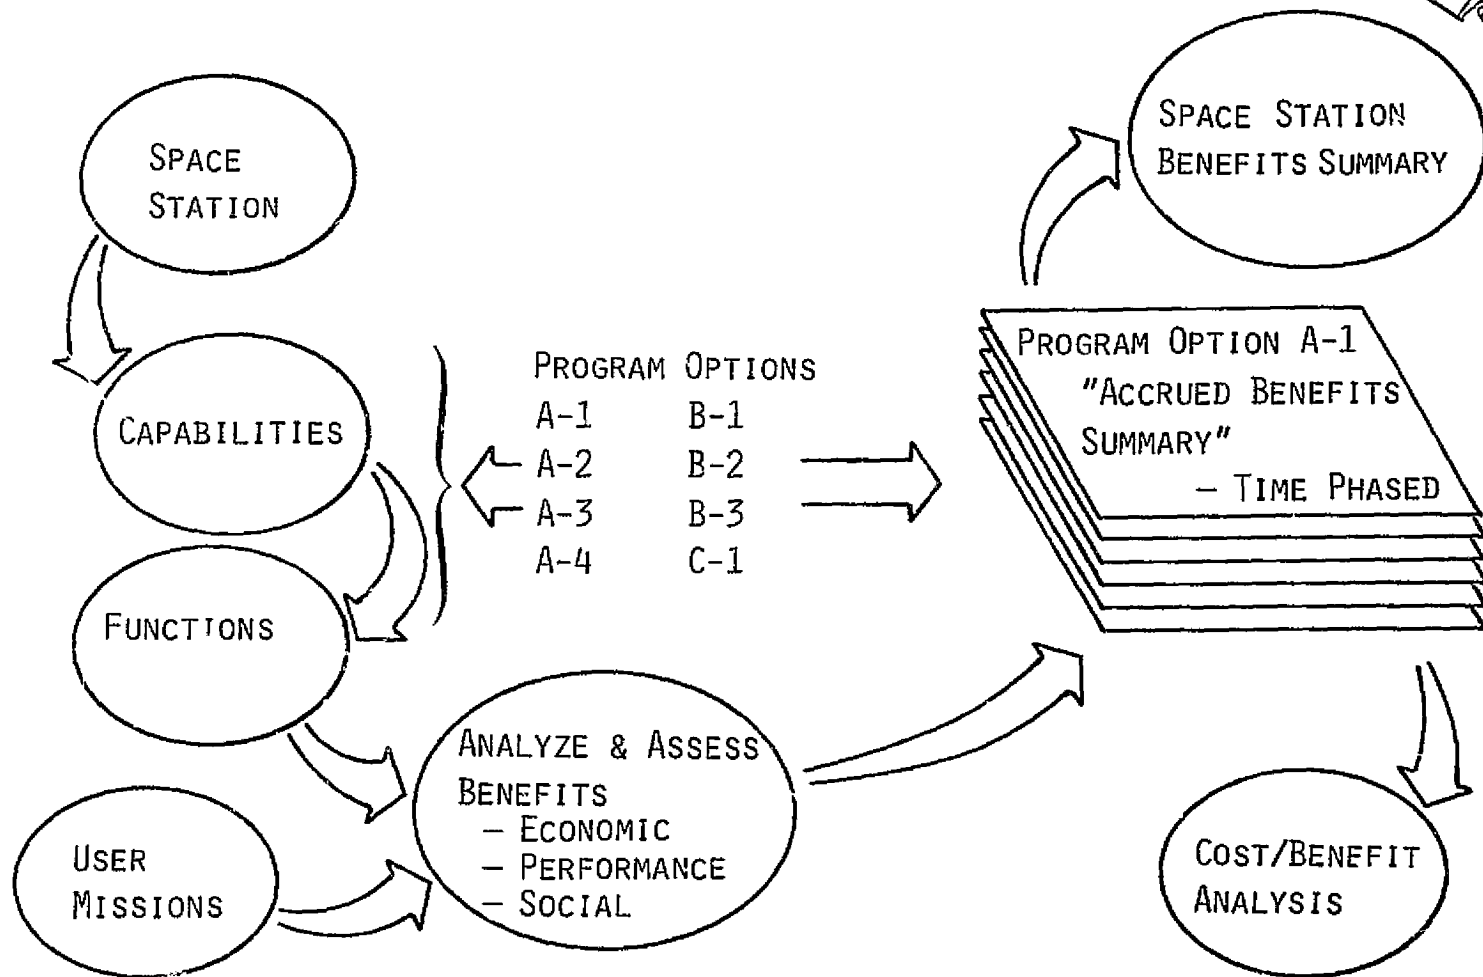 SPACE
STATION
CAPABILITIES
FUNCTIONS
USER
MISSIONS
ANALYZE & ASSESS
BENEFITS
– ECONOMIC
– PERFORMANCE
– SOCIAL
PROGRAM OPTIONS
A-1 B-1
A-2 B-2
A-3 B-3
A-4 C-1
SPACE STATION
BENEFITS SUMMARY
PROGRAM OPTION A-1
"ACCRUED BENEFITS
SUMMARY"
– TIME PHASED
COST/BENEFIT
ANALYSIS